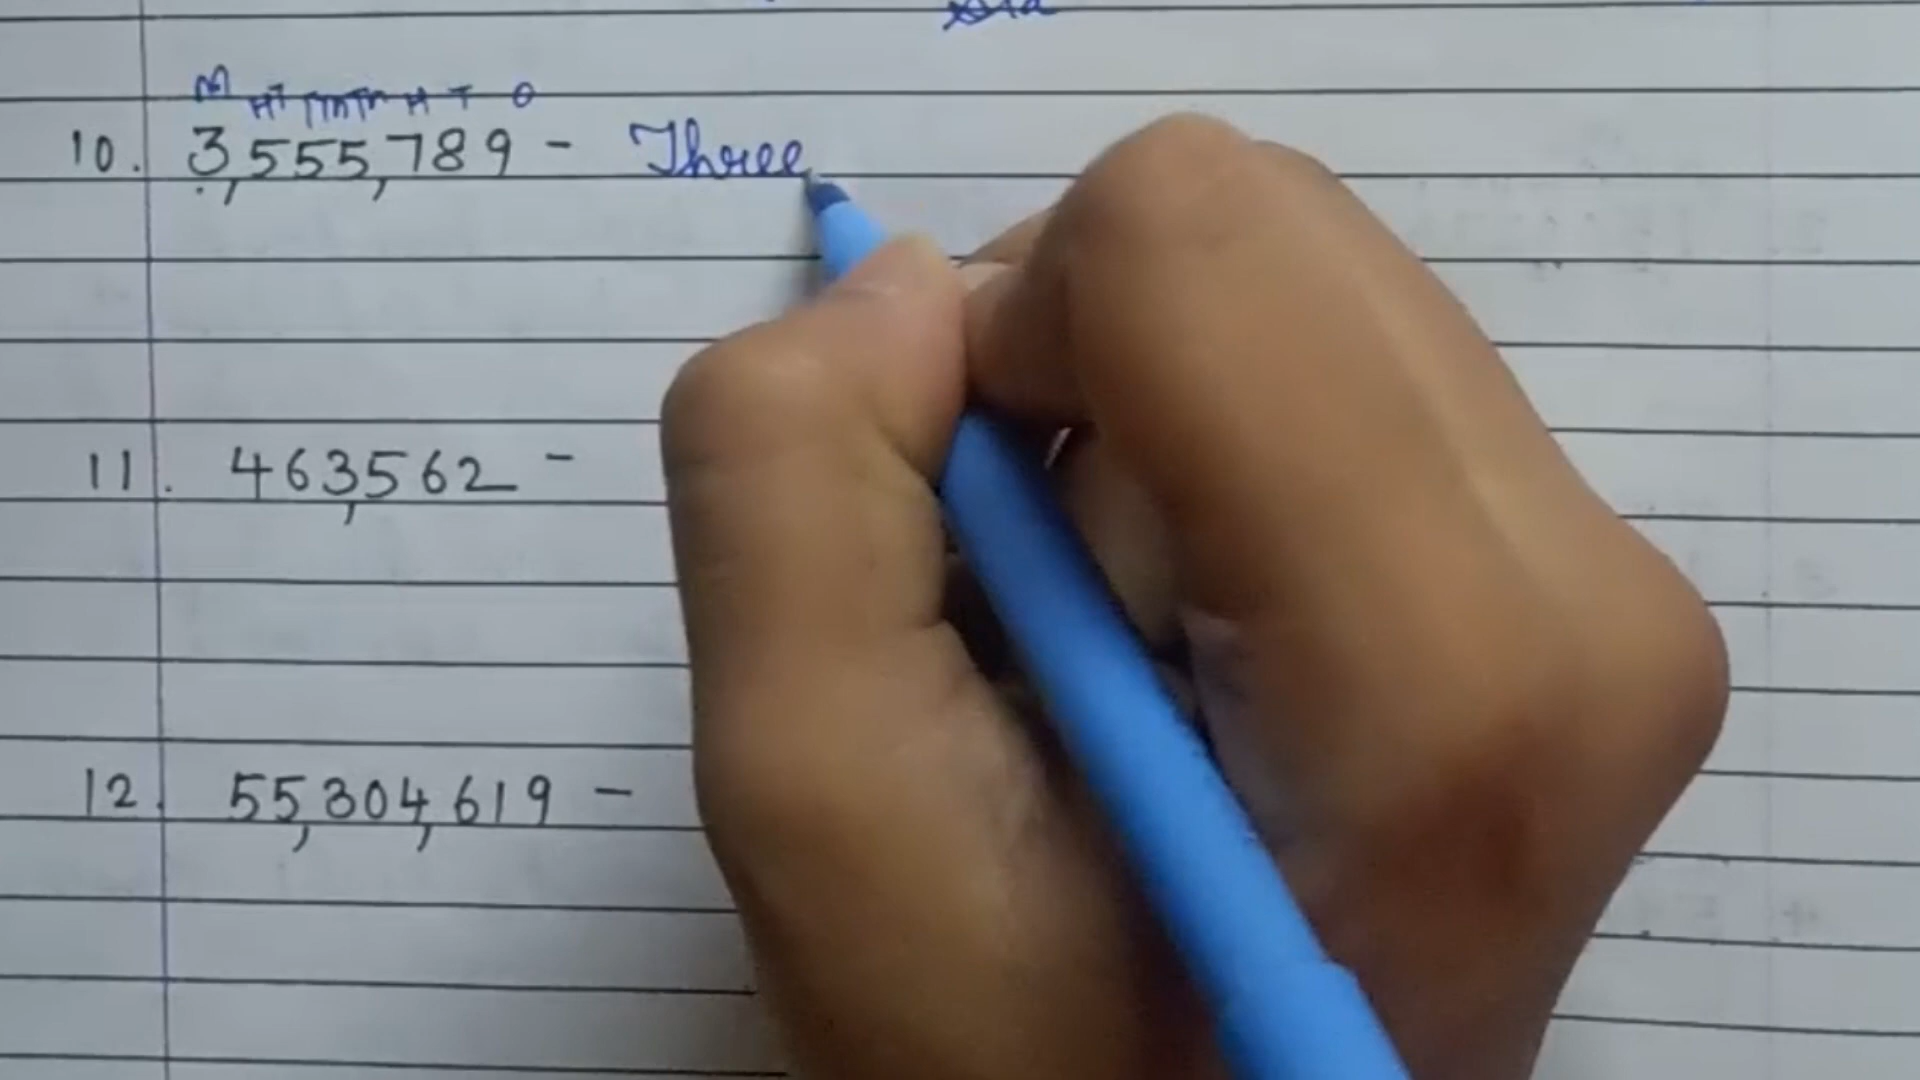 M HT TTh Th H T O
10. 3,555,789 - Three
11. 463,562 -
12. 55,304,619 -